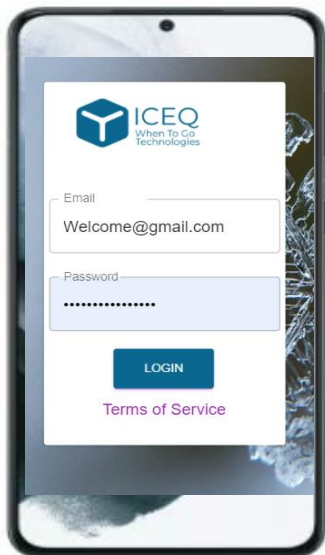 ICEQ
When To Go
Technologies
Email
Welcome@gmail.com
Password
••••••••••••••••
LOGIN
Terms of Service